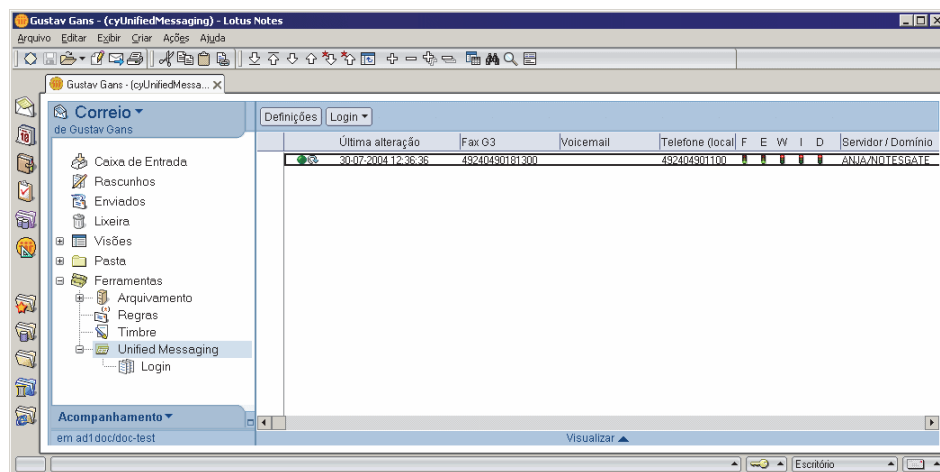 Gustav Gans - (cyUnifiedMessaging) - Lotus Notes
Arquivo Editar Exibir Criar Ações Ajuda
Gustav Gans - (cyUnifiedMessa...
Correio
de Gustav Gans
Definições Login
Última alteração Fax G3 Voicemail Telefone (local F E W I D Servidor / Domínio
30-07-2004 12:36:36 49240490181300 492404901100 ANJA/NOTESGATE
Caixa de Entrada
Rascunhos
Enviados
Lixeira
Visões
Pasta
Ferramentas
Arquivamento
Regras
Timbre
Unified Messaging
Login
Acompanhamento
em ad1doc/doc-test
Visualizar
Escritório